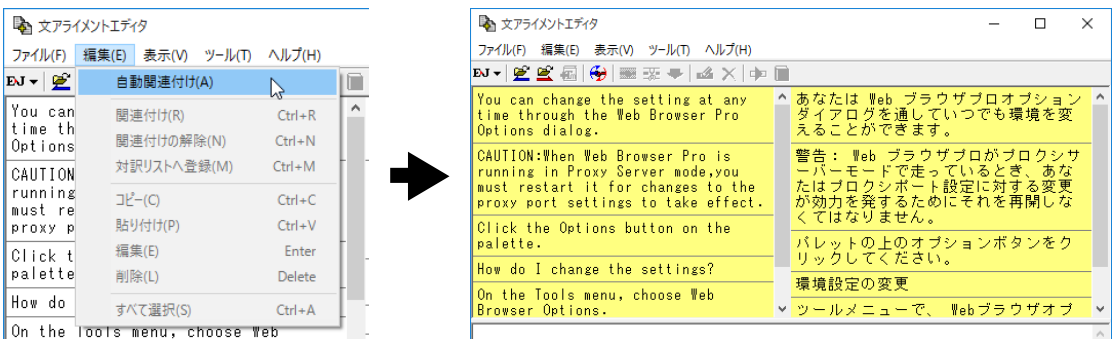 文アライメントエディタ
ファイル(F) 編集(E) 表示(V) ツール(T) ヘルプ(H)
EJ
自動関連付け(A)
関連付け(R) Ctrl+R
関連付けの解除(N) Ctrl+N
対訳リストへ登録(M) Ctrl+M
コピー(C) Ctrl+C
貼り付け(P) Ctrl+V
編集(E) Enter
削除(L) Delete
すべて選択(S) Ctrl+A
You can
time th
Options
CAUTION
running
must re
proxy p
Click t
palette
How do
On the Tools menu, choose Web
文アライメントエディタ
ファイル(F) 編集(E) 表示(V) ツール(T) ヘルプ(H)
EJ
You can change the setting at any
time through the Web Browser Pro
Options dialog.
CAUTION:When Web Browser Pro is
running in Proxy Server mode,you
must restart it for changes to the
proxy port settings to take effect.
Click the Options button on the
palette.
How do I change the settings?
On the Tools menu, choose Web
Browser Options.
あなたは Web ブラウザプロオプション
ダイアログを通していつでも環境を変
えることができます。
警告: Web ブラウザプロがプロクシサ
ーバーモードで走っているとき、あな
たはプロクシポート設定に対する変更
が効力を発するためにそれを再開しな
くてはなりません。
パレットの上のオプションボタンをク
リックしてください。
環境設定の変更
ツールメニューで、 Webブラウザオプ